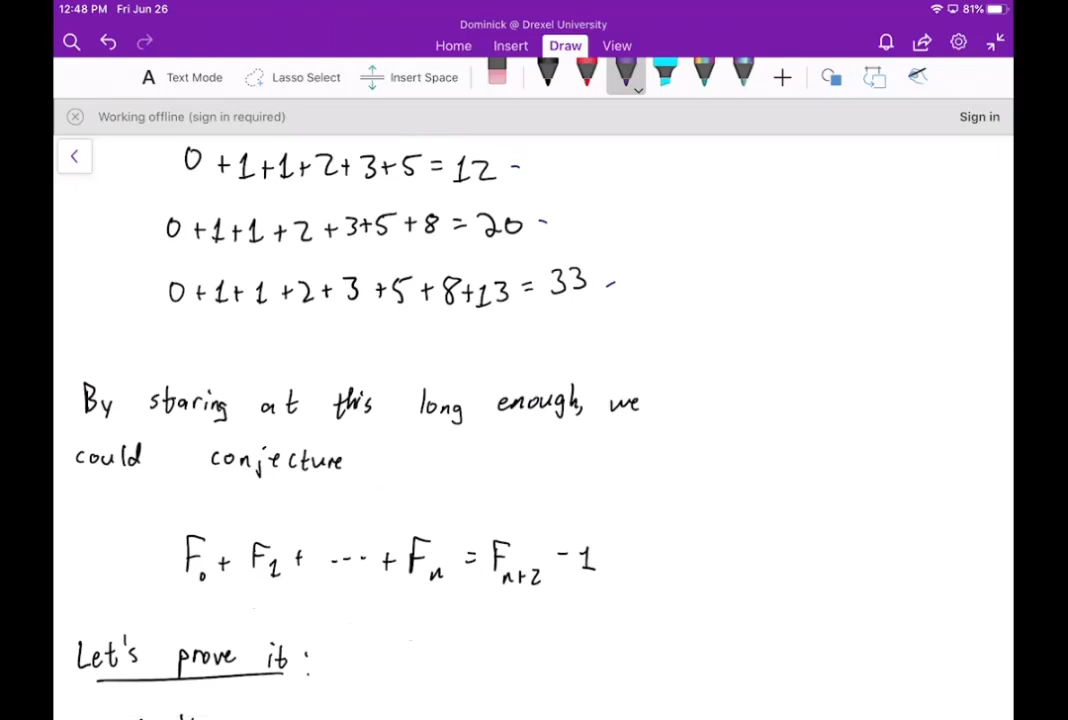 12:48 PM Fri Jun 26
81%
Dominick @ Drexel University
Home Insert Draw View
A Text Mode Lasso Select Insert Space
Working offline (sign in required) Sign in
0 + 1 + 1 + 2 + 3 + 5 = 12 -
0 + 1 + 1 + 2 + 3 + 5 + 8 = 20 -
0 + 1 + 1 + 2 + 3 + 5 + 8 + 13 = 33 -
By staring at this long enough, we
could conjecture
F₀ + F₁ + ... + Fₙ = Fₙ₊₂ - 1
Let's prove it: